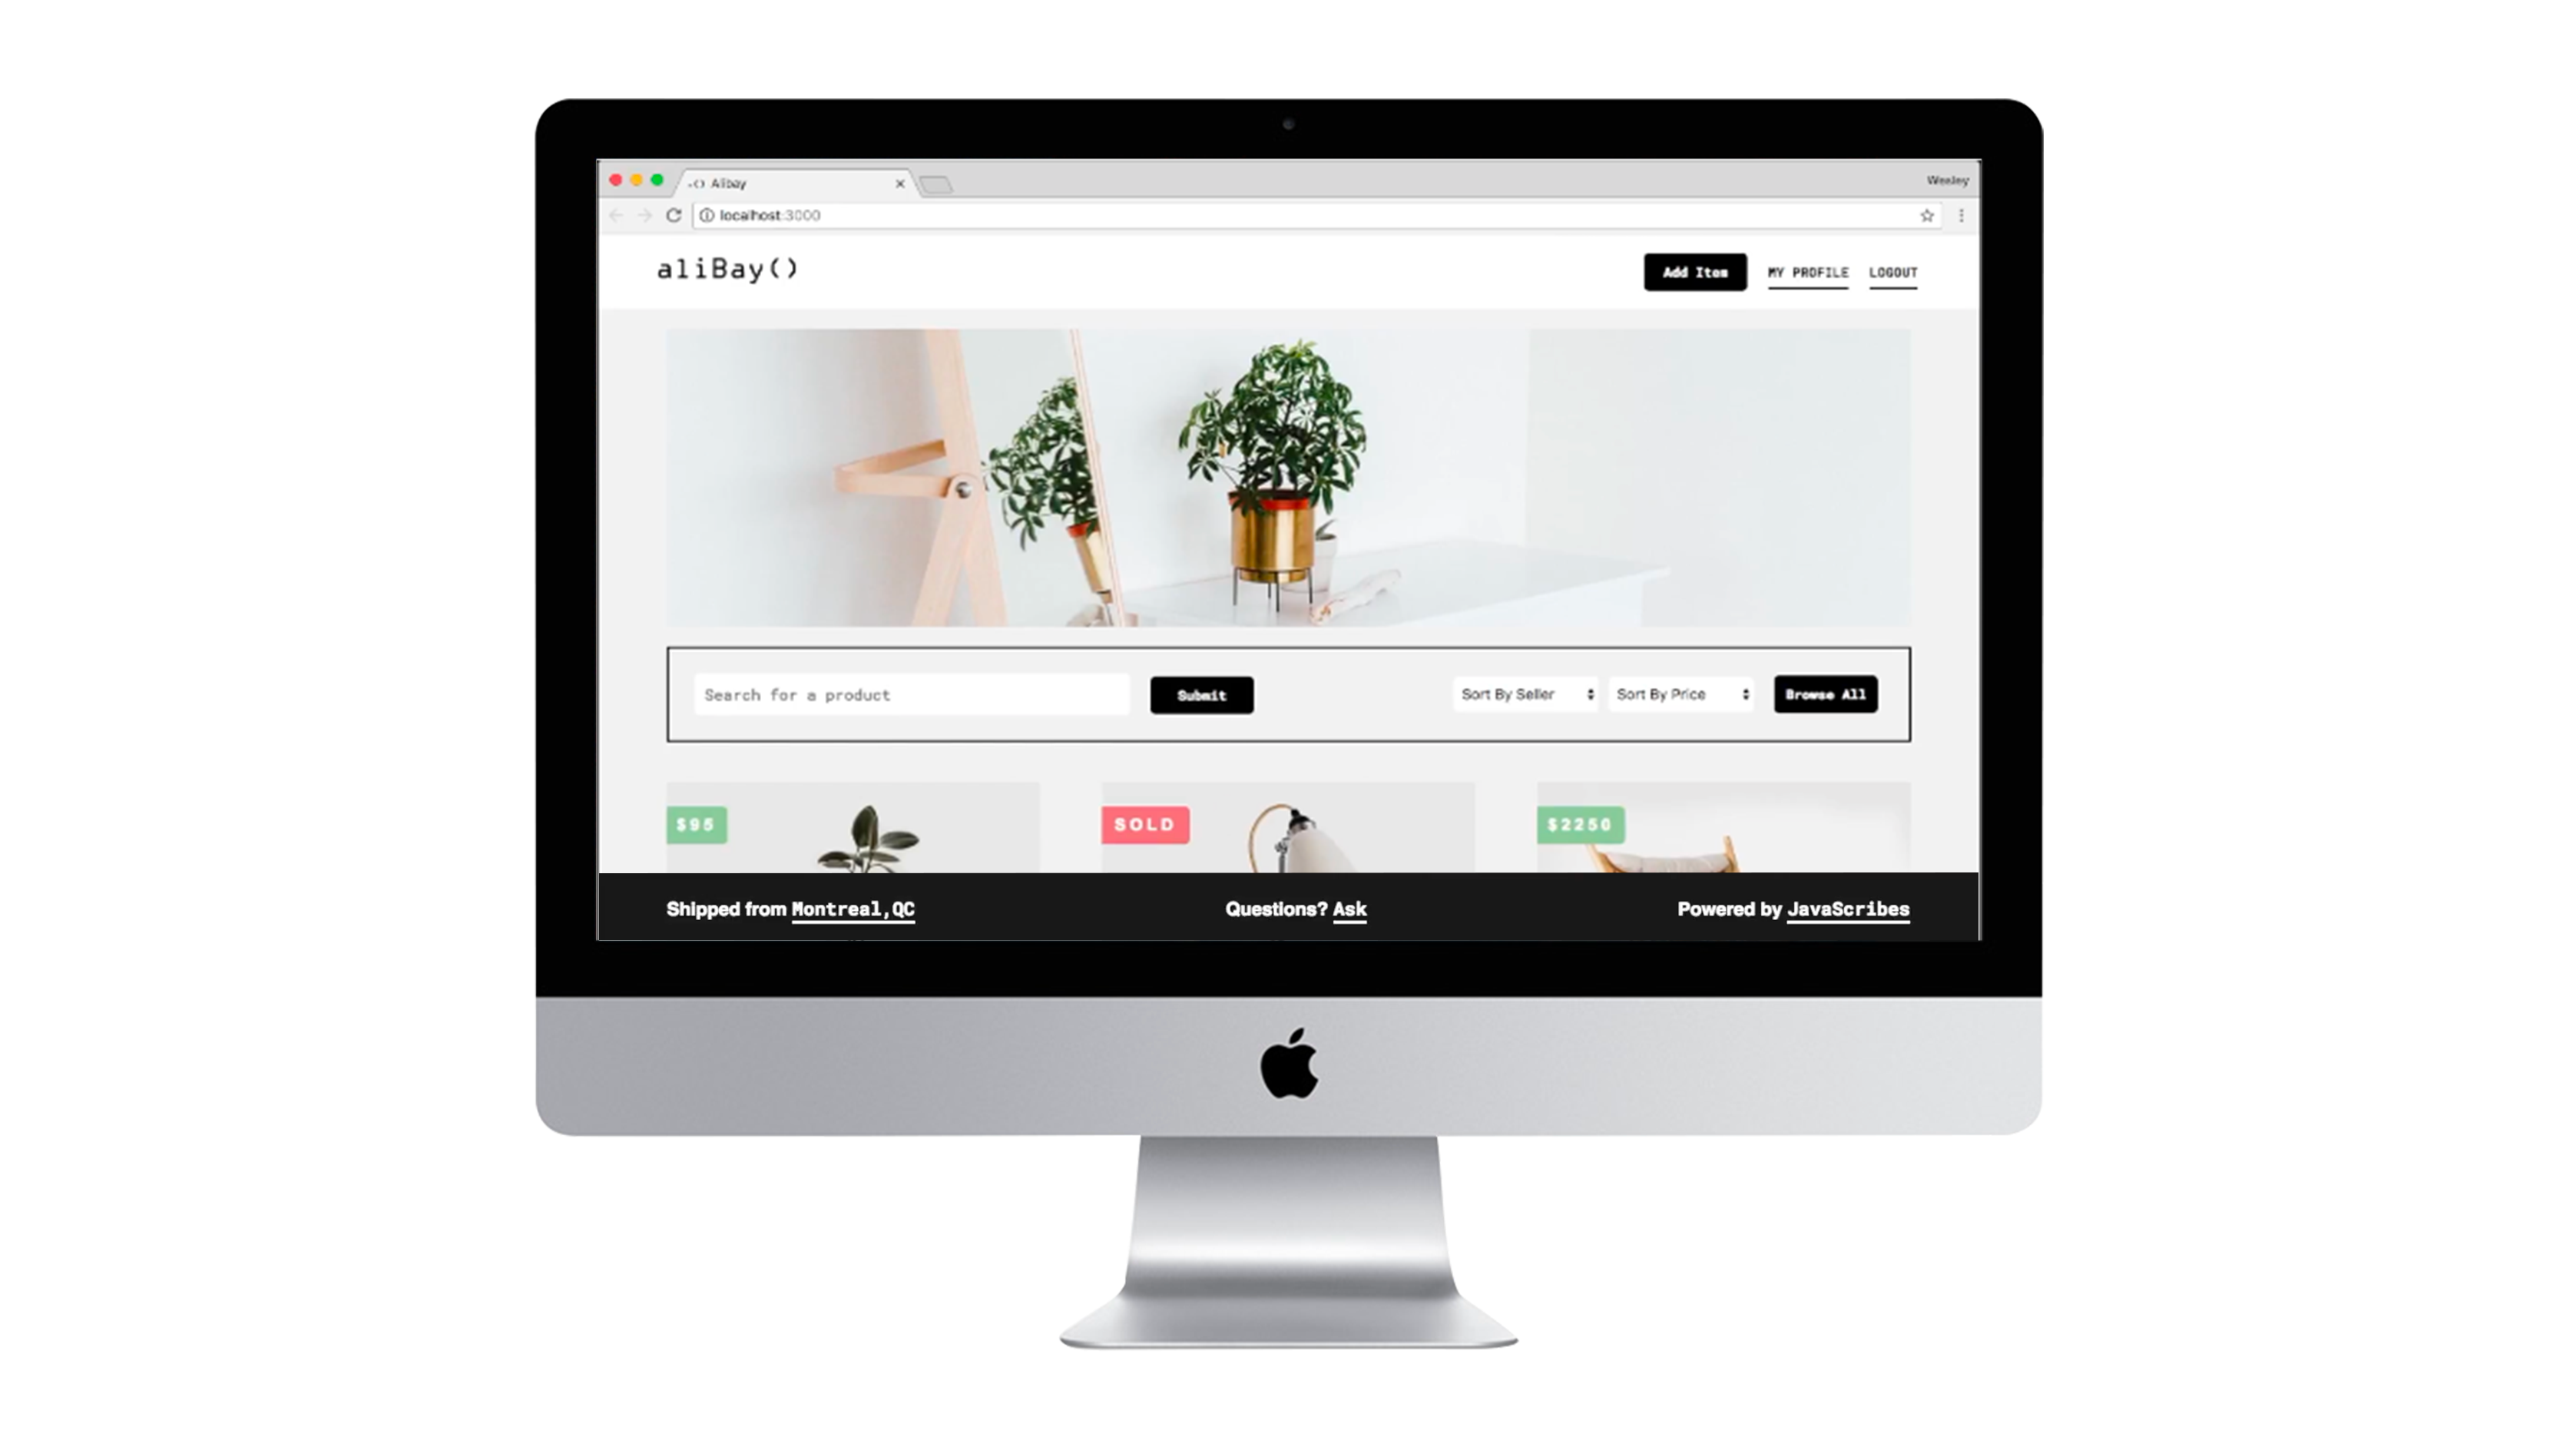 Alibay
Wesley
localhost:3000
aliBay()
Add Item
MY PROFILE
LOGOUT
Search for a product
Submit
Sort By Seller
Sort By Price
Browse All
$95
SOLD
$2250
Shipped from Montreal,QC
Questions? Ask
Powered by JavaScribes